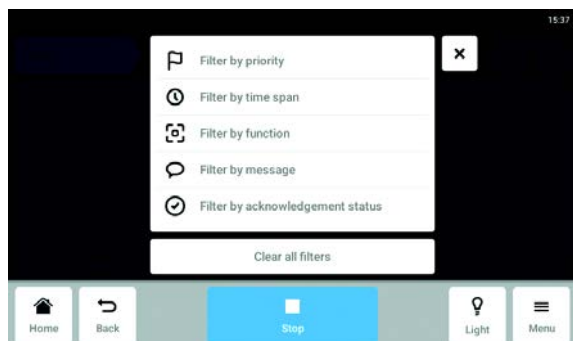 15:37
Filter by priority
Filter by time span
Filter by function
Filter by message
Filter by acknowledgement status
Clear all filters
Home
Back
Stop
Light
Menu